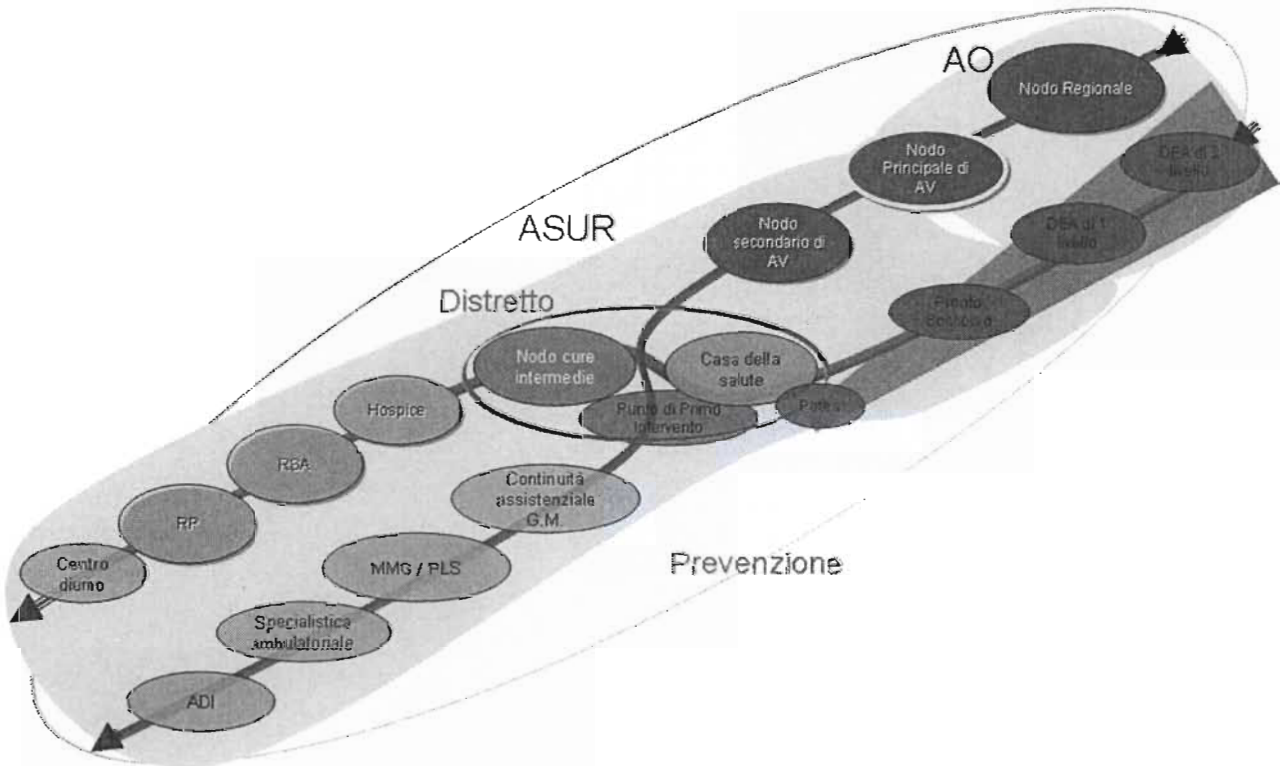 AO
Nodo Regionale
DEA di 2
livello
Nodo
Principale di
AV
ASUR
Nodo
secondario di
AV
DEA di 1
livello
Distretto
Pronto
Soccorso
Nodo cure
intermedie
Casa della
salute
Hospice
Punto di Primo
Intervento
Potes
RSA
Continuità
assistenziale
G.M.
RP
Prevenzione
Centro
diurno
MMG / PLS
Specialistica
ambulatoriale
ADI